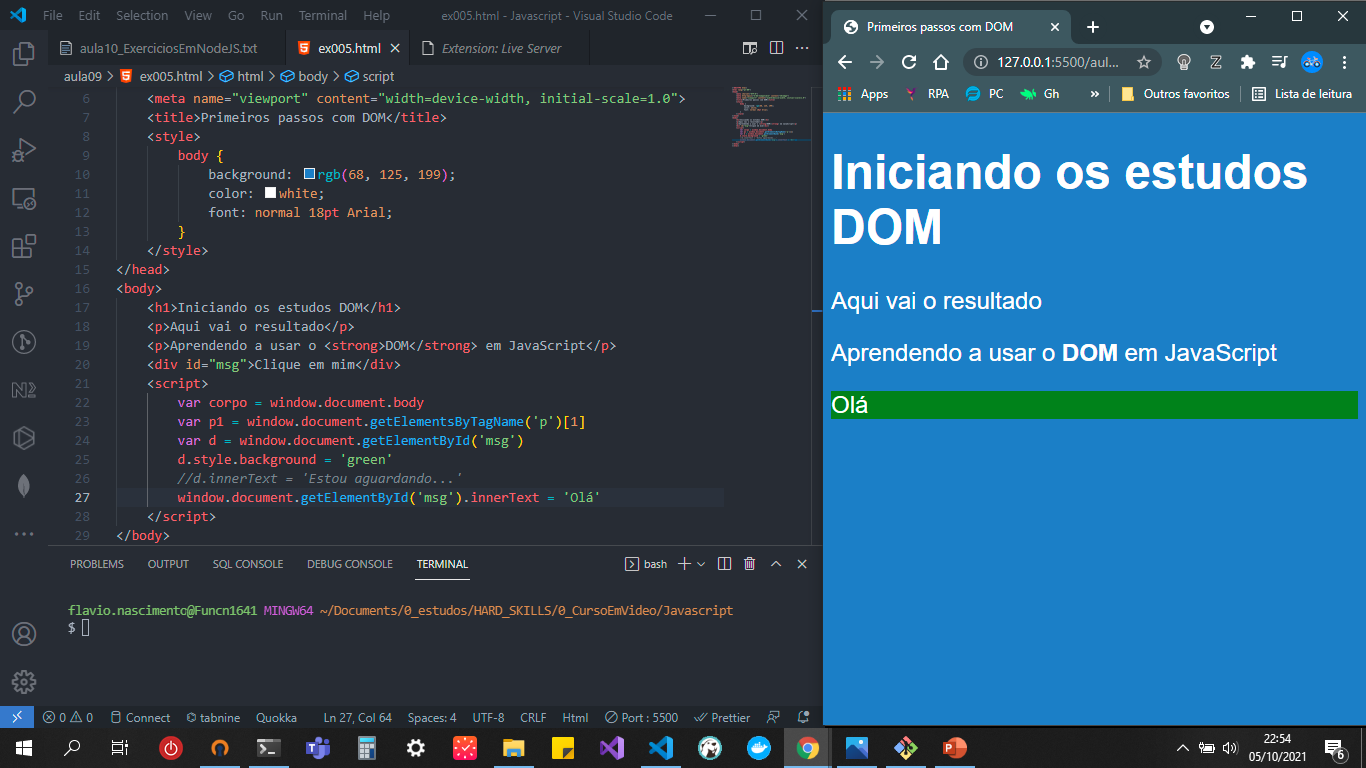 File Edit Selection View Go Run Terminal Help ex005.html - Javascript - Visual Studio Code
aula10_ExerciciosEmNodeJS.txt ex005.html Extension: Live Server
aula09 > ex005.html > html > body > script
6 <meta name="viewport" content="width=device-width, initial-scale=1.0">
7 <title>Primeiros passos com DOM</title>
8 <style>
9 body {
10 background: rgb(68, 125, 199);
11 color: white;
12 font: normal 18pt Arial;
13 }
14 </style>
15 </head>
16 <body>
17 <h1>Iniciando os estudos DOM</h1>
18 <p>Aqui vai o resultado</p>
19 <p>Aprendendo a usar o <strong>DOM</strong> em JavaScript</p>
20 <div id="msg">Clique em mim</div>
21 <script>
22 var corpo = window.document.body
23 var p1 = window.document.getElementsByTagName('p')[1]
24 var d = window.document.getElementById('msg')
25 d.style.background = 'green'
26 //d.innerText = 'Estou aguardando...'
27 window.document.getElementById('msg').innerText = 'Olá'
28 </script>
29 </body>
PROBLEMS OUTPUT SQL CONSOLE DEBUG CONSOLE TERMINAL bash
flavio.nascimento@Funcn1641 MINGW64 ~/Documents/0_estudos/HARD_SKILLS/0_CursoEmVideo/Javascript
$
0 0 Connect tabnine Quokka Ln 27, Col 64 Spaces: 4 UTF-8 CRLF Html Port : 5500 Prettier
Primeiros passos com DOM
127.0.0.1:5500/aul...
Apps RPA PC Gh » Outros favoritos Lista de leitura
Iniciando os estudos
DOM
Aqui vai o resultado
Aprendendo a usar o DOM em JavaScript
Olá
22:54
05/10/2021
6